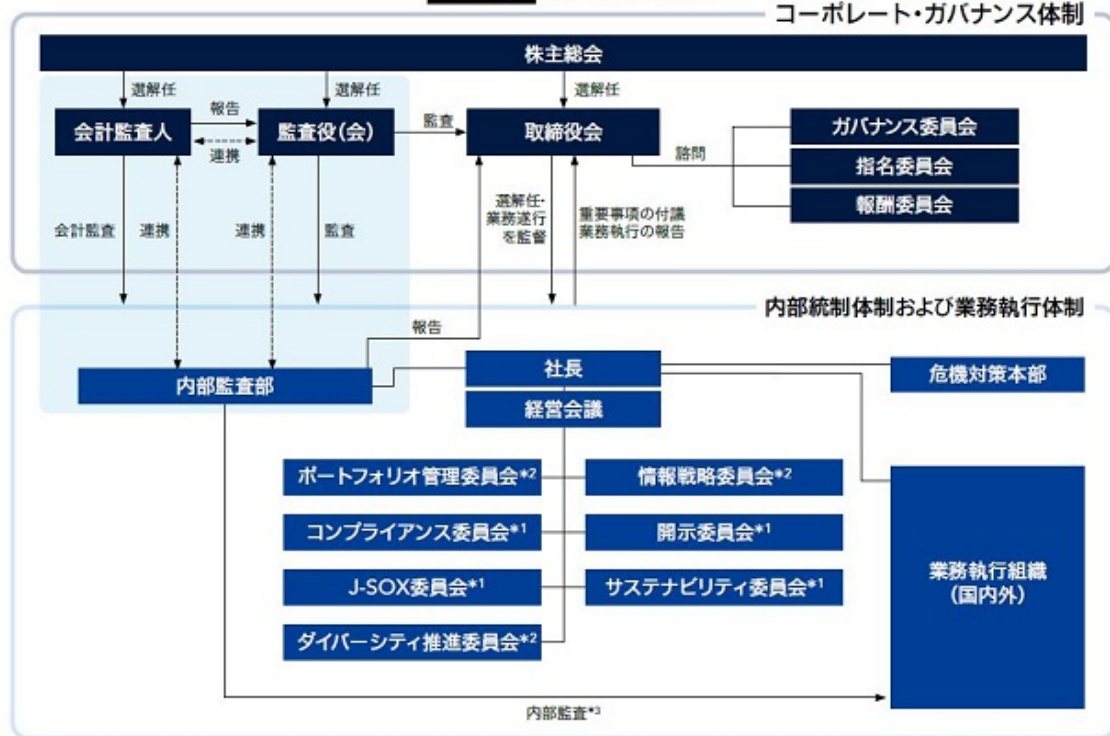 コーポレート・ガバナンス体制
株主総会
選解任
選解任
選解任
会計監査人
報告
連携
監査役(会)
監査
取締役会
諮問
ガバナンス委員会
指名委員会
報酬委員会
会計監査
連携
連携
監査
選解任・
業務遂行
を監督
重要事項の付議
業務執行の報告
内部統制体制および業務執行体制
報告
内部監査部
社長
経営会議
危機対策本部
ポートフォリオ管理委員会*2
情報戦略委員会*2
コンプライアンス委員会*1
開示委員会*1
J-SOX委員会*1
サステナビリティ委員会*1
ダイバーシティ推進委員会*2
業務執行組織
(国内外)
内部監査*3